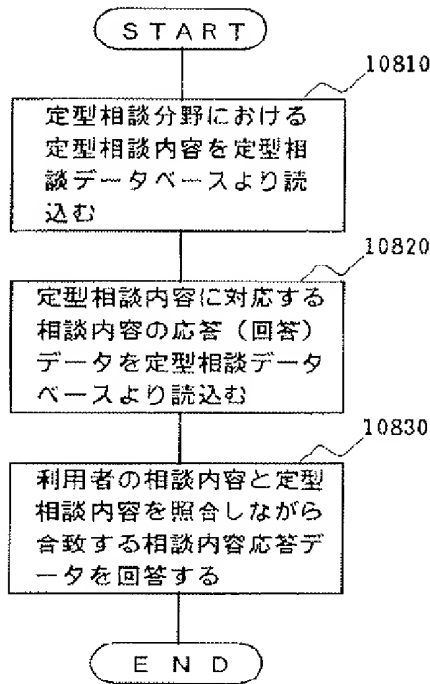 START
10810
定型相談分野における
定型相談内容を定型相
談データベースより読
込む
10820
定型相談内容に対応する
相談内容の応答（回答）
データを定型相談データ
ベースより読込む
10830
利用者の相談内容と定型
相談内容を照合しながら
合致する相談内容応答デ
ータを回答する
END